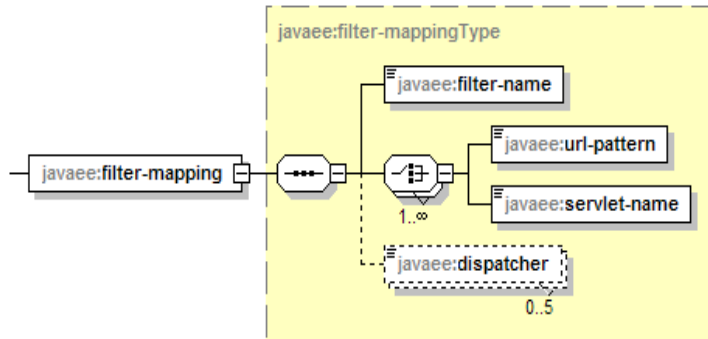 javaee:filter-mappingType
javaee:filter-name
javaee:filter-mapping
javaee:url-pattern
javaee:servlet-name
1..∞
javaee:dispatcher
0..5